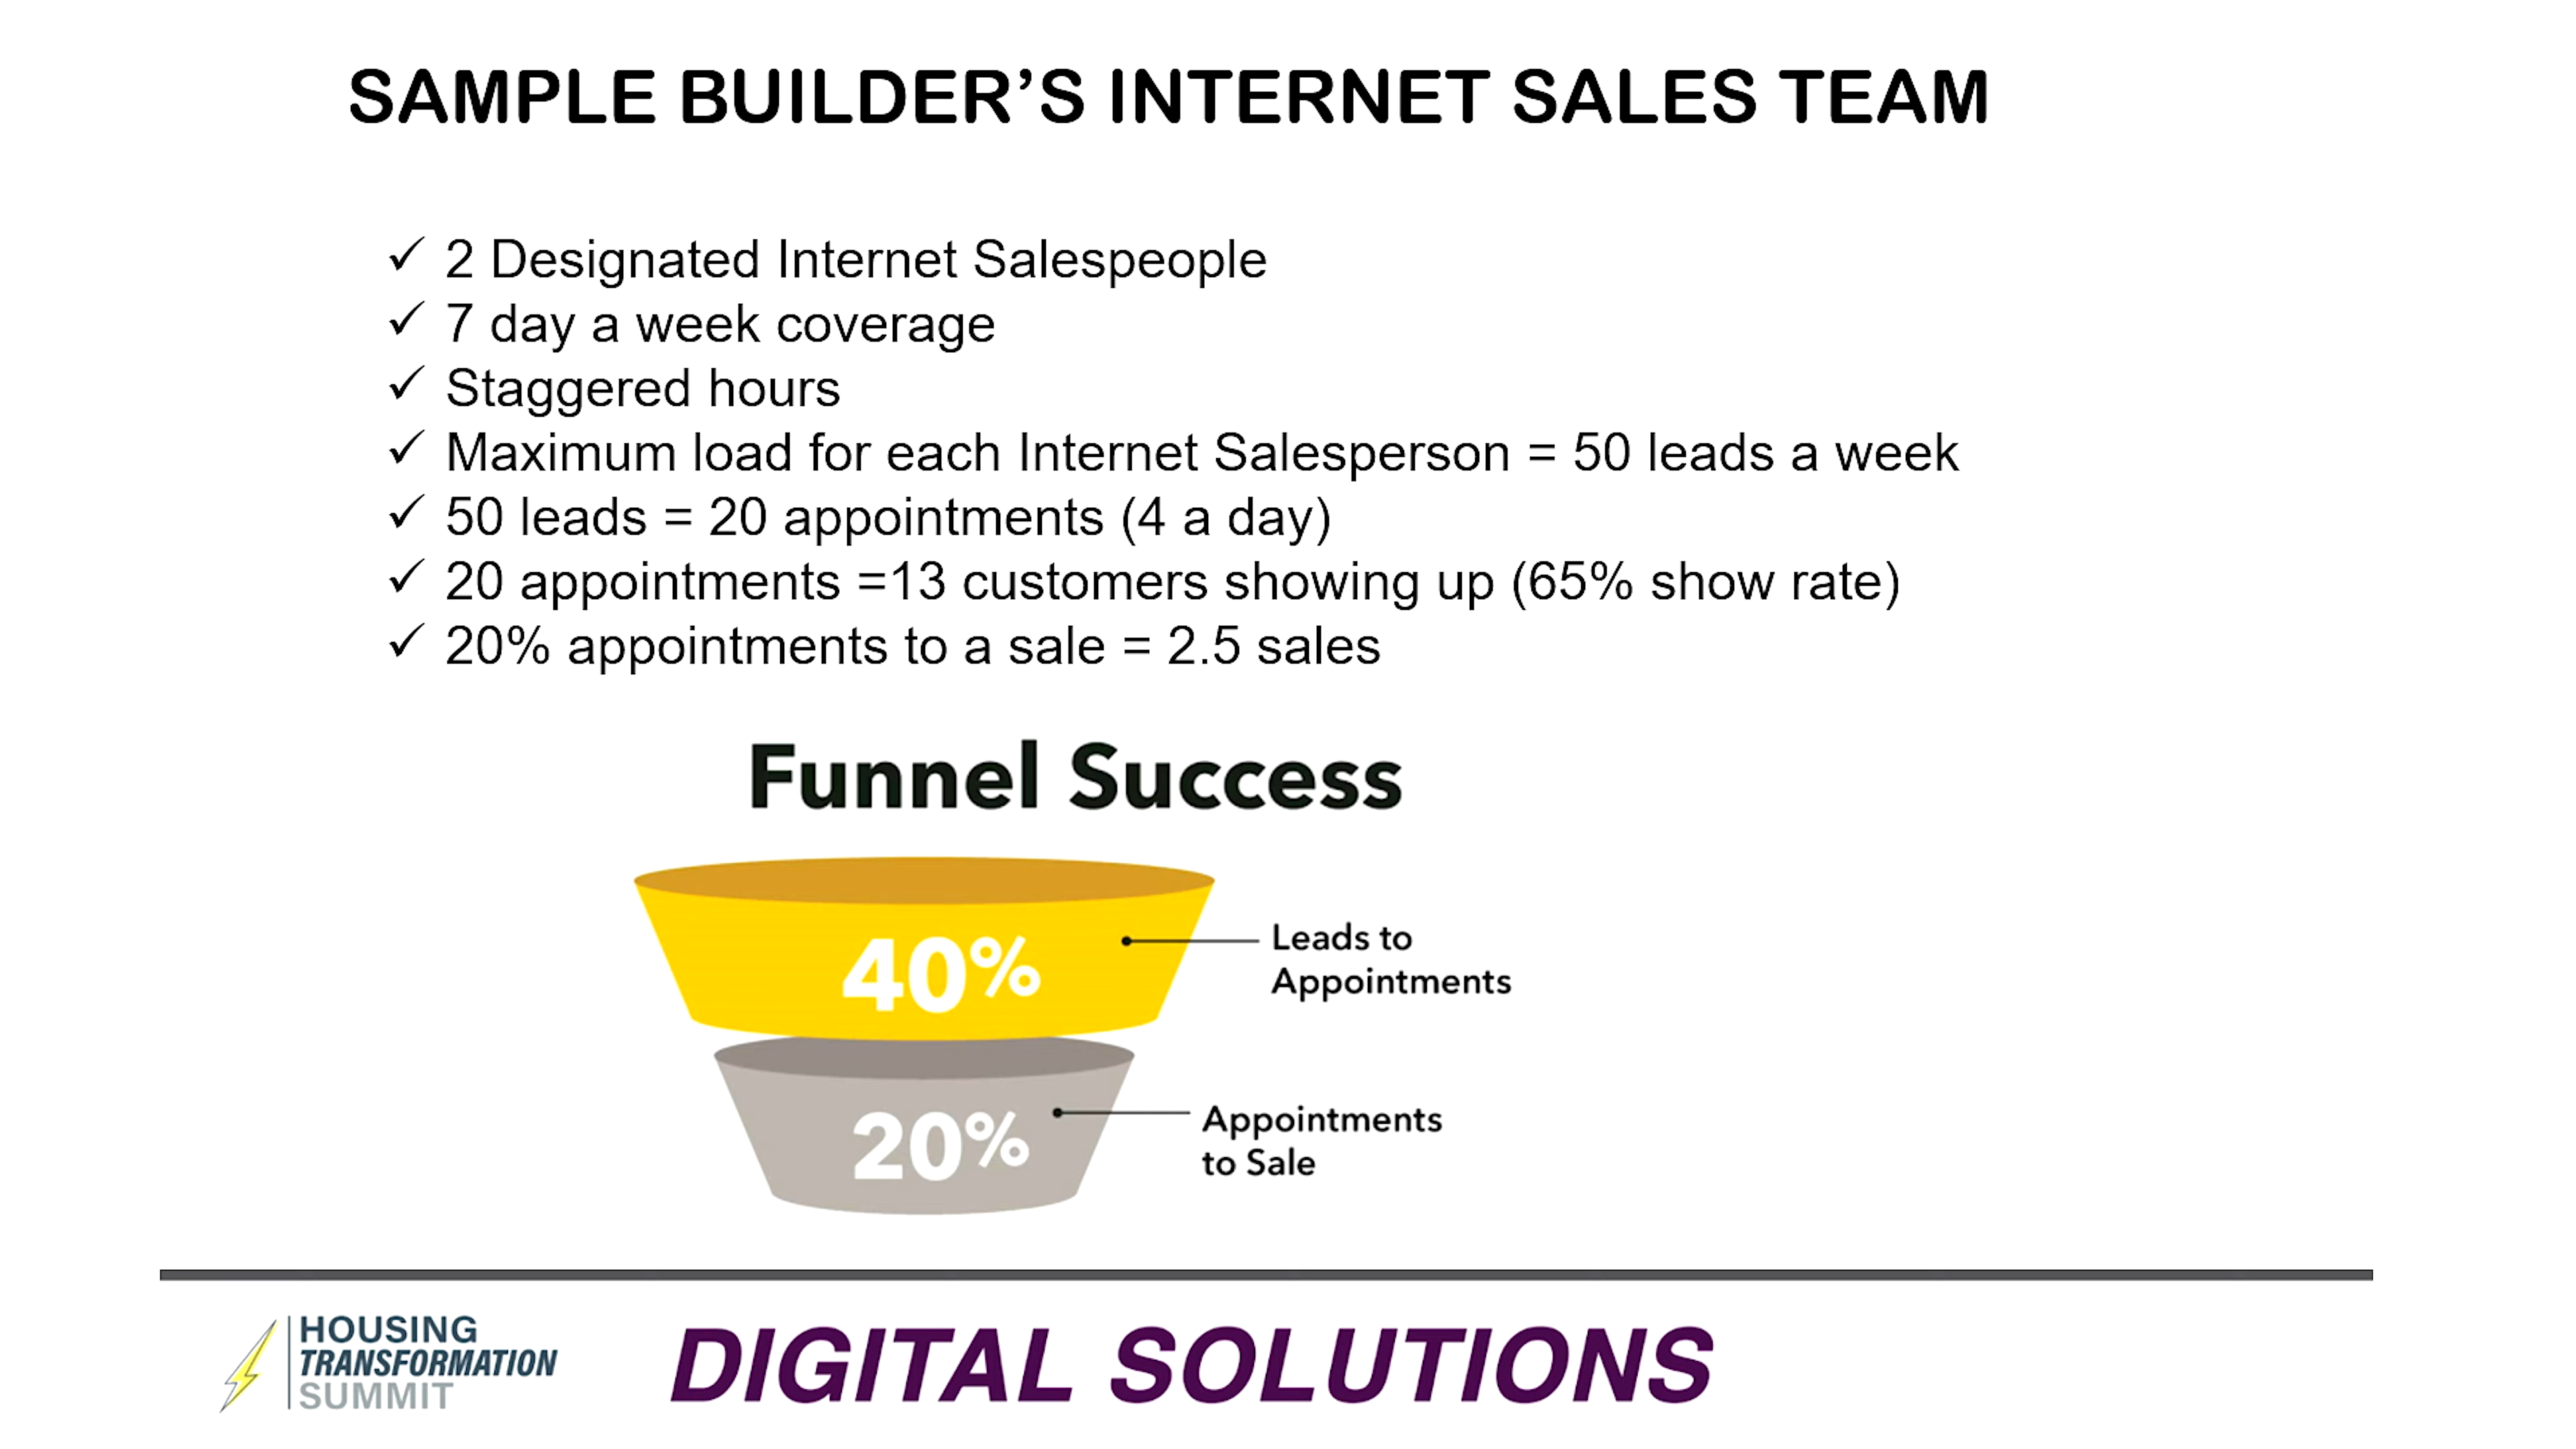 SAMPLE BUILDER’S INTERNET SALES TEAM
✓ 2 Designated Internet Salespeople
✓ 7 day a week coverage
✓ Staggered hours
✓ Maximum load for each Internet Salesperson = 50 leads a week
✓ 50 leads = 20 appointments (4 a day)
✓ 20 appointments =13 customers showing up (65% show rate)
✓ 20% appointments to a sale = 2.5 sales
Funnel Success
40%
Leads to
Appointments
20%
Appointments
to Sale
HOUSING
TRANSFORMATION
SUMMIT
DIGITAL SOLUTIONS